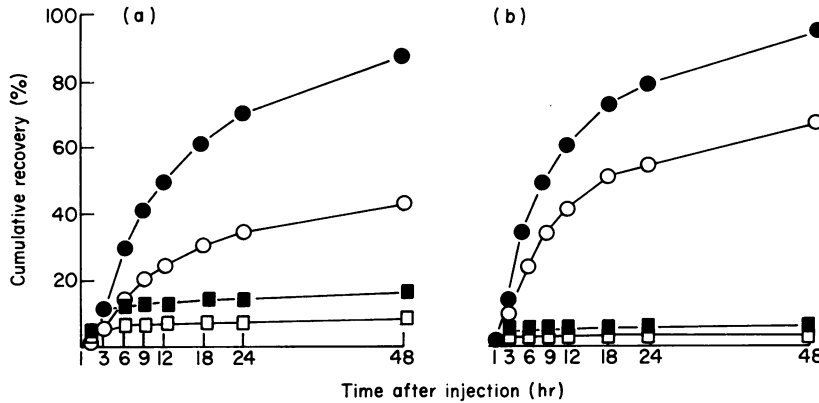 (a)
(b)
Cumulative recovery (%)
100
80
60
40
20
1 3 6 9 12 18 24 48
1 3 6 9 12 18 24 48
Time after injection (hr)